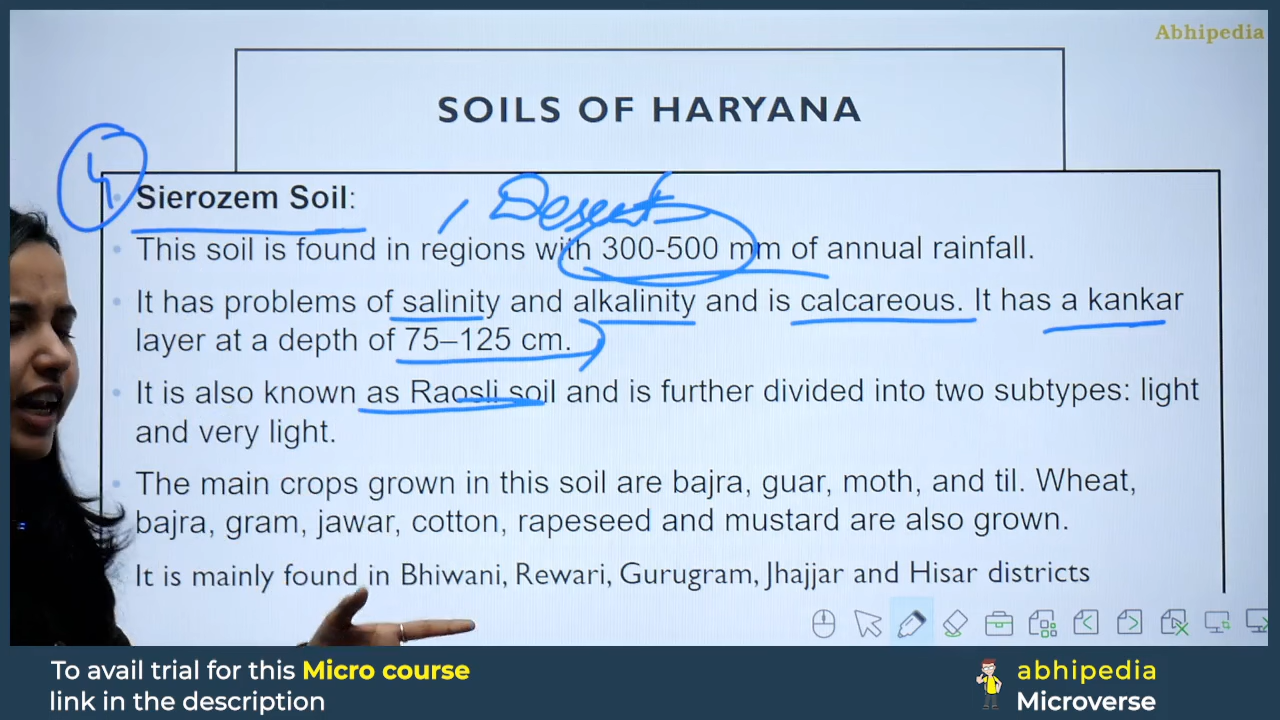 Abhipedia
SOILS OF HARYANA
4
Sierozem Soil:
, Desert
This soil is found in regions with 300-500 mm of annual rainfall.
It has problems of salinity and alkalinity and is calcareous. It has a kankar
layer at a depth of 75–125 cm.
It is also known as Raosli soil and is further divided into two subtypes: light
and very light.
The main crops grown in this soil are bajra, guar, moth, and til. Wheat,
bajra, gram, jawar, cotton, rapeseed and mustard are also grown.
It is mainly found in Bhiwani, Rewari, Gurugram, Jhajjar and Hisar districts
To avail trial for this Micro course
link in the description
abhipedia
Microverse